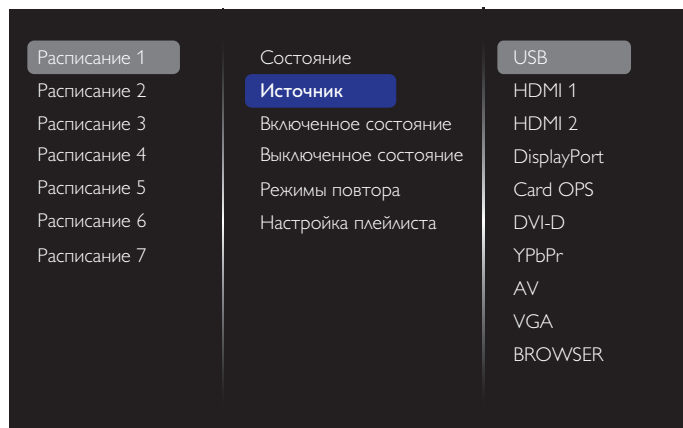 Расписание 1
Расписание 2
Расписание 3
Расписание 4
Расписание 5
Расписание 6
Расписание 7
Состояние
Источник
Включенное состояние
Выключенное состояние
Режимы повтора
Настройка плейлиста
USB
HDMI 1
HDMI 2
DisplayPort
Card OPS
DVI-D
YPbPr
AV
VGA
BROWSER